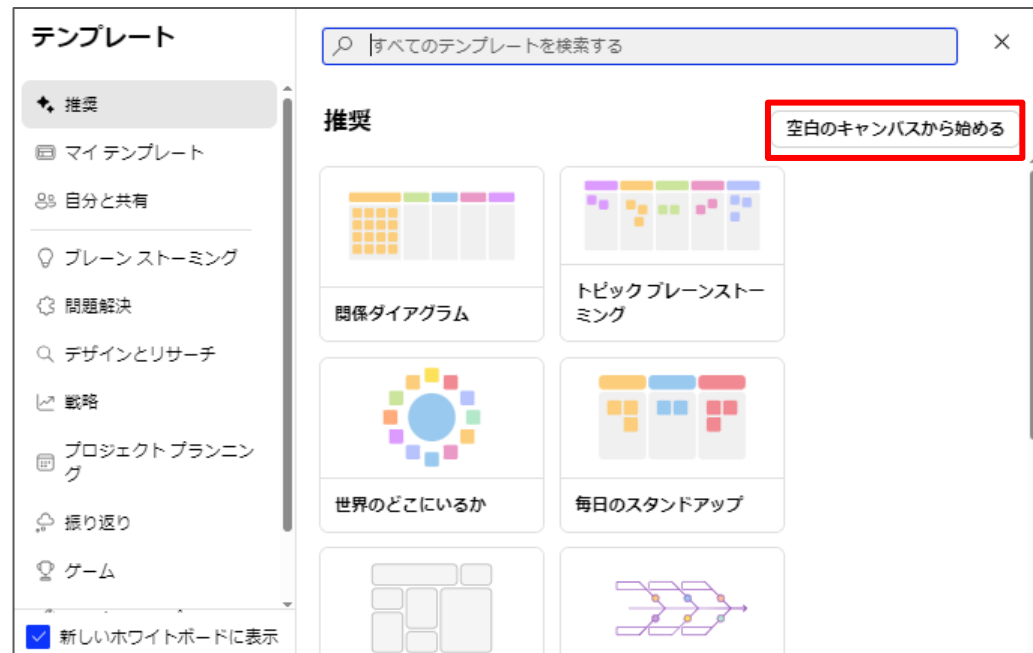 テンプレート
すべてのテンプレートを検索する
推奨
マイ テンプレート
自分と共有
ブレーン ストーミング
問題解決
デザインとリサーチ
戦略
プロジェクト プランニン
グ
振り返り
ゲーム
新しいホワイトボードに表示
推奨
空白のキャンバスから始める
関係ダイアグラム
トピック ブレーンストー
ミング
世界のどこにいるか
毎日のスタンドアップ